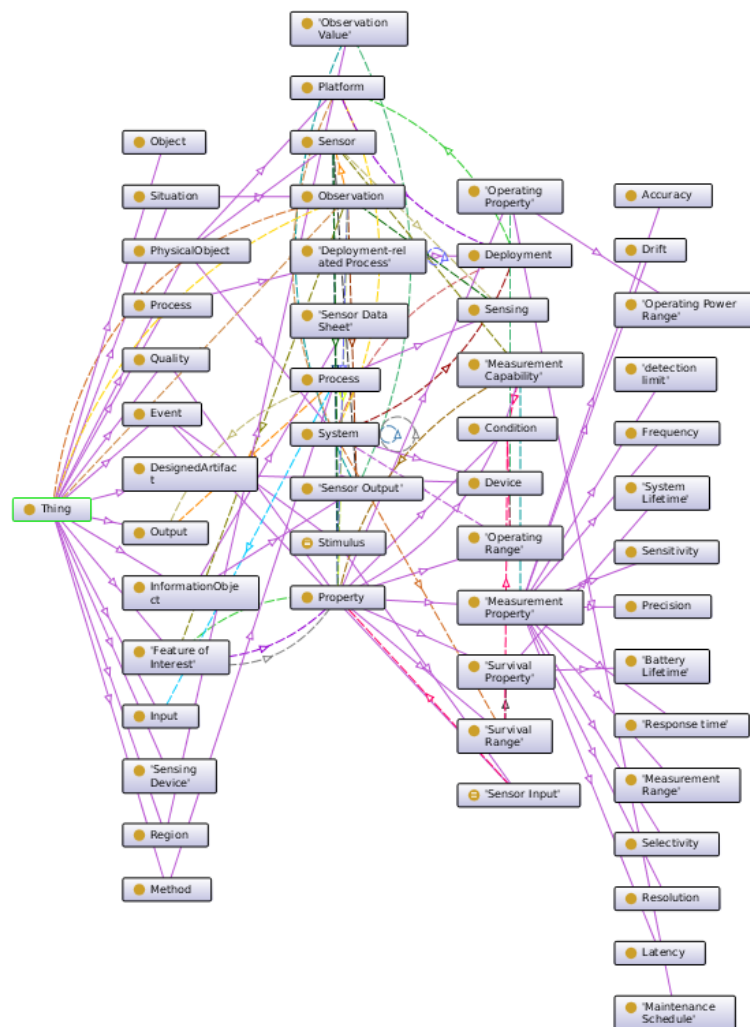 Thing
Object
Situation
PhysicalObject
Process
Quality
Event
DesignedArtifac
t
Output
InformationObje
ct
'Feature of
Interest'
Input
'Sensing
Device'
Region
Method
'Observation
Value'
Platform
Sensor
Observation
'Deployment-rel
ated Process'
'Sensor Data
Sheet'
Process
System
'Sensor Output'
Stimulus
Property
'Operating
Property'
Deployment
Sensing
'Measurement
Capability'
Condition
Device
'Operating
Range'
'Measurement
Property'
'Survival
Property'
'Survival
Range'
'Sensor Input'
Accuracy
Drift
'Operating Power
Range'
'detection
limit'
Frequency
'System
Lifetime'
Sensitivity
Precision
'Battery
Lifetime'
'Response time'
'Measurement
Range'
Selectivity
Resolution
Latency
'Maintenance
Schedule'